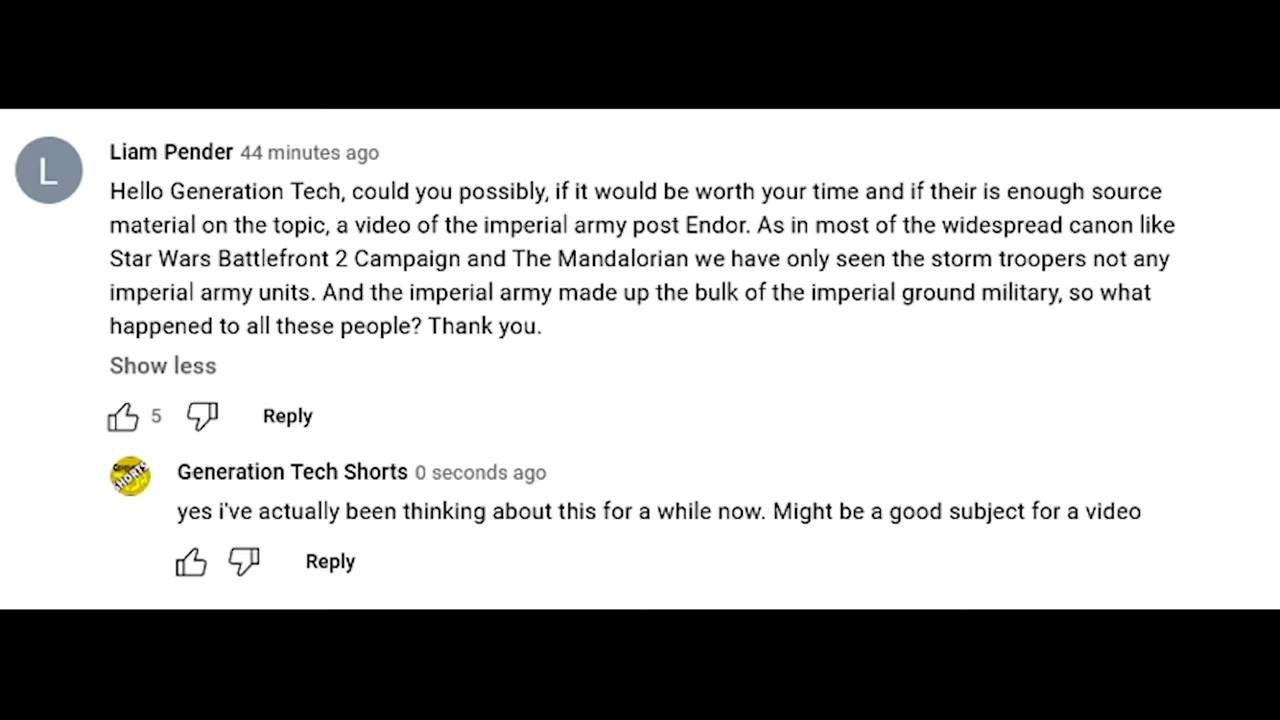 L
Liam Pender 44 minutes ago
Hello Generation Tech, could you possibly, if it would be worth your time and if their is enough source
material on the topic, a video of the imperial army post Endor. As in most of the widespread canon like
Star Wars Battlefront 2 Campaign and The Mandalorian we have only seen the storm troopers not any
imperial army units. And the imperial army made up the bulk of the imperial ground military, so what
happened to all these people? Thank you.
Show less
5 Reply
SHORTS
Generation Tech Shorts 0 seconds ago
yes i've actually been thinking about this for a while now. Might be a good subject for a video
Reply